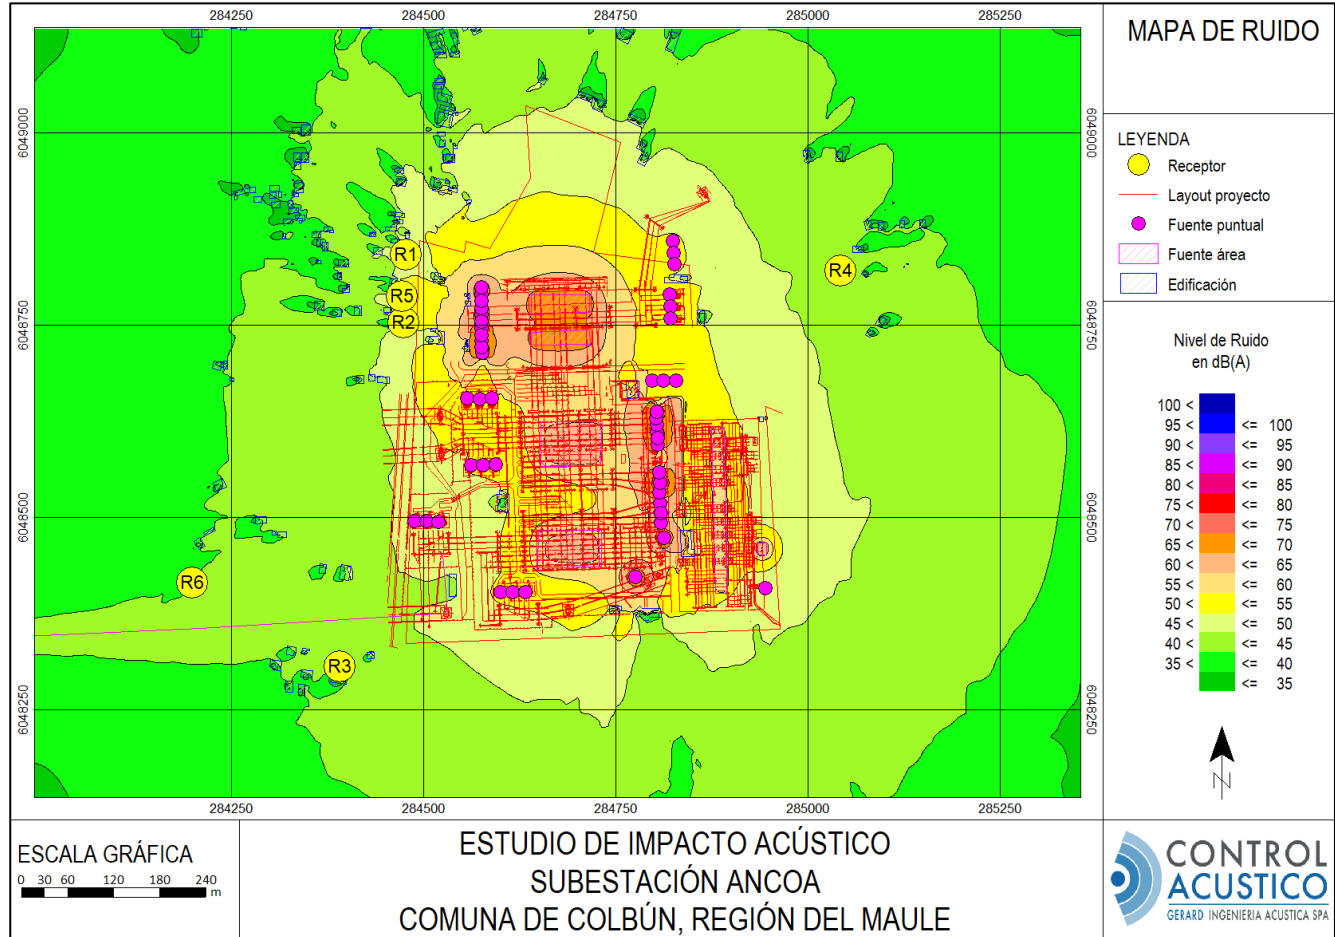 284250 284500 284750 285000 285250
6049000
6048750
6048500
6048250
6049000
6048750
6048500
6048250
R1
R5
R2
R4
R6
R3
284250 284500 284750 285000 285250
MAPA DE RUIDO
LEYENDA
Receptor
Layout proyecto
Fuente puntual
Fuente área
Edificación
Nivel de Ruido
en dB(A)
100 <
95 < <= 100
90 < <= 95
85 < <= 90
80 < <= 85
75 < <= 80
70 < <= 75
65 < <= 70
60 < <= 65
55 < <= 60
50 < <= 55
45 < <= 50
40 < <= 45
35 < <= 40
<= 35
N
ESCALA GRÁFICA
0 30 60 120 180 240
m
ESTUDIO DE IMPACTO ACÚSTICO
SUBESTACIÓN ANCOA
COMUNA DE COLBÚN, REGIÓN DEL MAULE
CONTROL
ACUSTICO
GERARD INGENIERIA ACUSTICA SPA